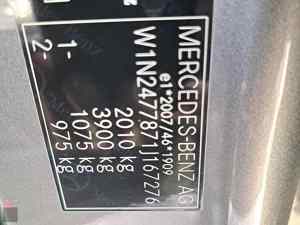 MERCEDES-BENZ AG
e1*2007/46*1909
W1N2477871J167276
2010 kg
3900 kg
1- 1075 kg
2- 975 kg